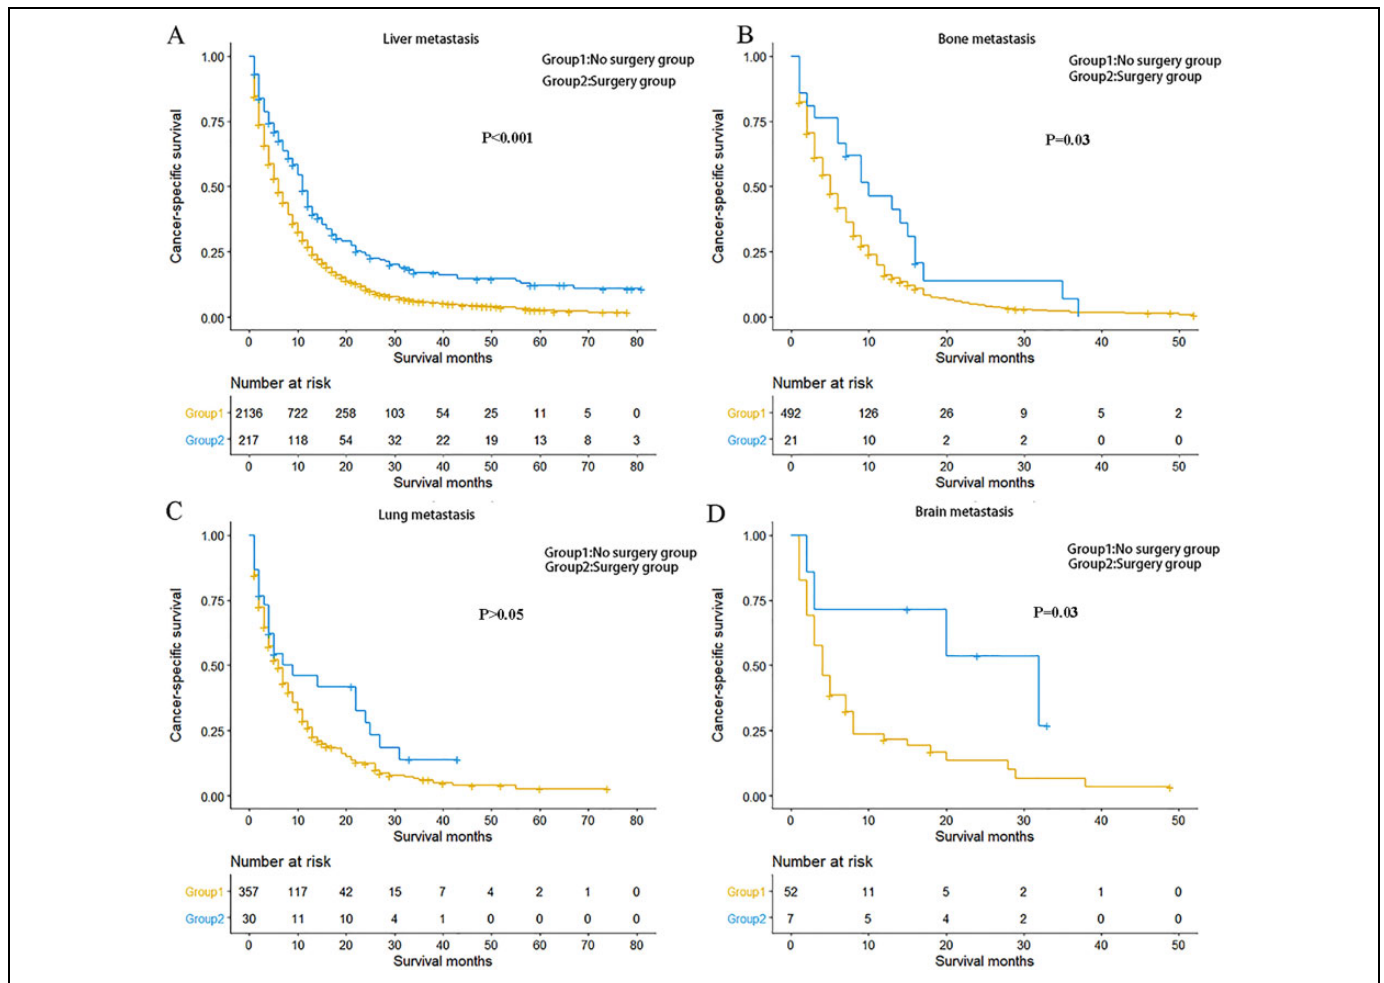 A
Liver metastasis
Group1:No surgery group
Group2:Surgery group
P<0.001
Cancer-specific survival
1.00
0.75
0.50
0.25
0.00
0 10 20 30 40 50 60 70 80
Survival months
Number at risk
Group1 2136 722 258 103 54 25 11 5 0
Group2 217 118 54 32 22 19 13 8 3
0 10 20 30 40 50 60 70 80
Survival months
B
Bone metastasis
Group1:No surgery group
Group2:Surgery group
P=0.03
Cancer-specific survival
1.00
0.75
0.50
0.25
0.00
0 10 20 30 40 50
Survival months
Number at risk
Group1 492 126 26 9 5 2
Group2 21 10 2 2 0 0
0 10 20 30 40 50
Survival months
C
Lung metastasis
Group1:No surgery group
Group2:Surgery group
P>0.05
Cancer-specific survival
1.00
0.75
0.50
0.25
0.00
0 10 20 30 40 50 60 70 80
Survival months
Number at risk
Group1 357 117 42 15 7 4 2 1 0
Group2 30 11 10 4 1 0 0 0 0
0 10 20 30 40 50 60 70 80
Survival months
D
Brain metastasis
Group1:No surgery group
Group2:Surgery group
P=0.03
Cancer-specific survival
1.00
0.75
0.50
0.25
0.00
0 10 20 30 40 50
Survival months
Number at risk
Group1 52 11 5 2 1 0
Group2 7 5 4 2 0 0
0 10 20 30 40 50
Survival months